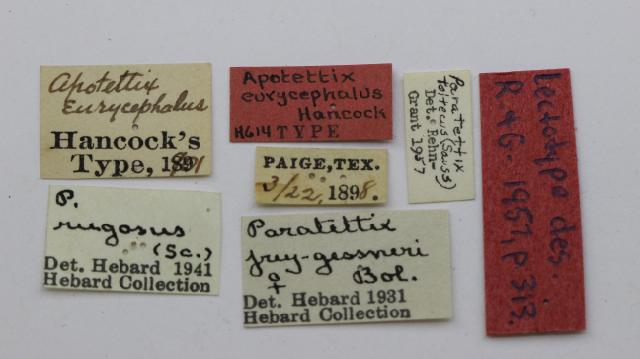 Apotettix
Eurycephalus
Hancock's
Type, 1891
Apotettix
eurycephalus
Hancock
H614 TYPE
PAIGE, TEX.
3/22, 1898.
Paratettix
toltecus (Sauss)
Det. Rehn-
Grant 1957
Lectotype des.
R + G - 1957, p 313.
P.
rugosus
(Sc.)
Det. Hebard 1941
Hebard Collection
Paratettix
frey-gessneri
♀ Bol.
Det. Hebard 1931
Hebard Collection